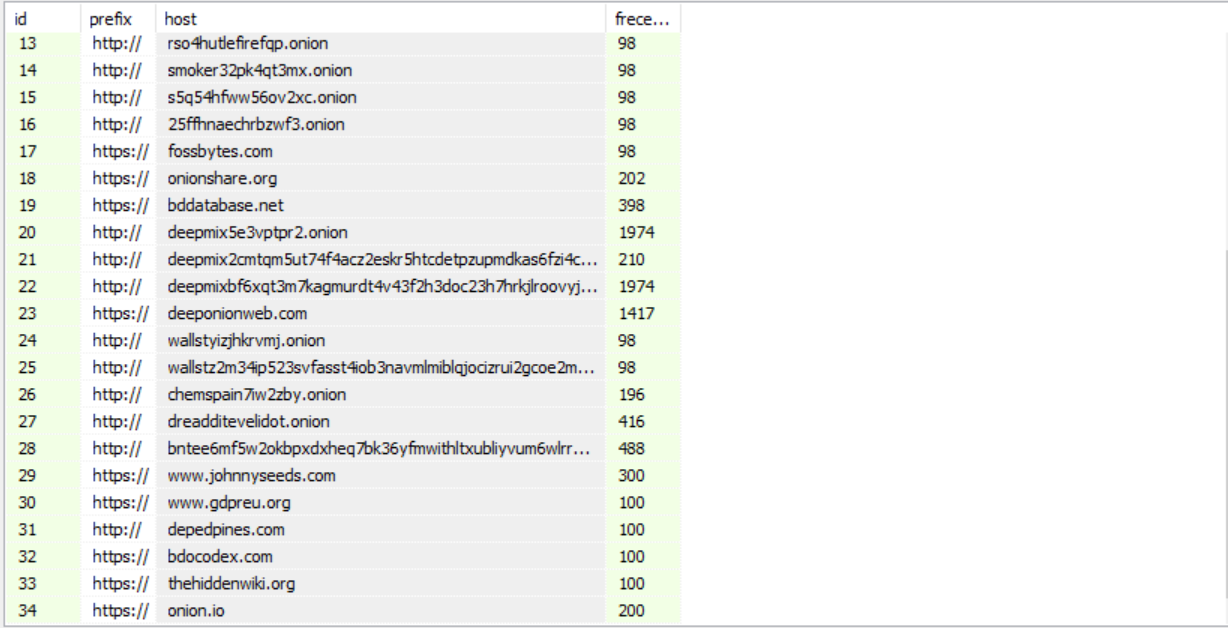 id prefix host frece...
13 http:// rso4hutlefirefqp.onion 98
14 http:// smoker32pk4qt3mx.onion 98
15 http:// s5q54hfww56ov2xc.onion 98
16 http:// 25ffhnaechrbzwf3.onion 98
17 https:// fossbytes.com 98
18 https:// onionshare.org 202
19 https:// bddatabase.net 398
20 http:// deepmix5e3vptpr2.onion 1974
21 http:// deepmix2cmtqm5ut74f4acz2eskr5htcdetpzupmdkas6fzi4c... 210
22 http:// deepmixbf6xqt3m7kagmurdt4v43f2h3doc23h7hrkjlroovyj... 1974
23 http:// deeponionweb.com 1417
24 http:// wallstyizjhkrvmj.onion 98
25 http:// wallstz2m34ip523svfasst4iob3navmlmiblqjocizrui2gcoe2m... 98
26 http:// chemspain7iw2zby.onion 196
27 http:// dreadditevelidot.onion 416
28 http:// bntee6mf5w2okbpxdxheq7bk36yfmwithltxubliyvum6wlrr... 488
29 https:// www.johnnyseeds.com 300
30 https:// www.gdpreu.org 100
31 http:// depedpines.com 100
32 https:// bdocodex.com 100
33 https:// thehiddenwiki.org 100
34 https:// onion.io 200